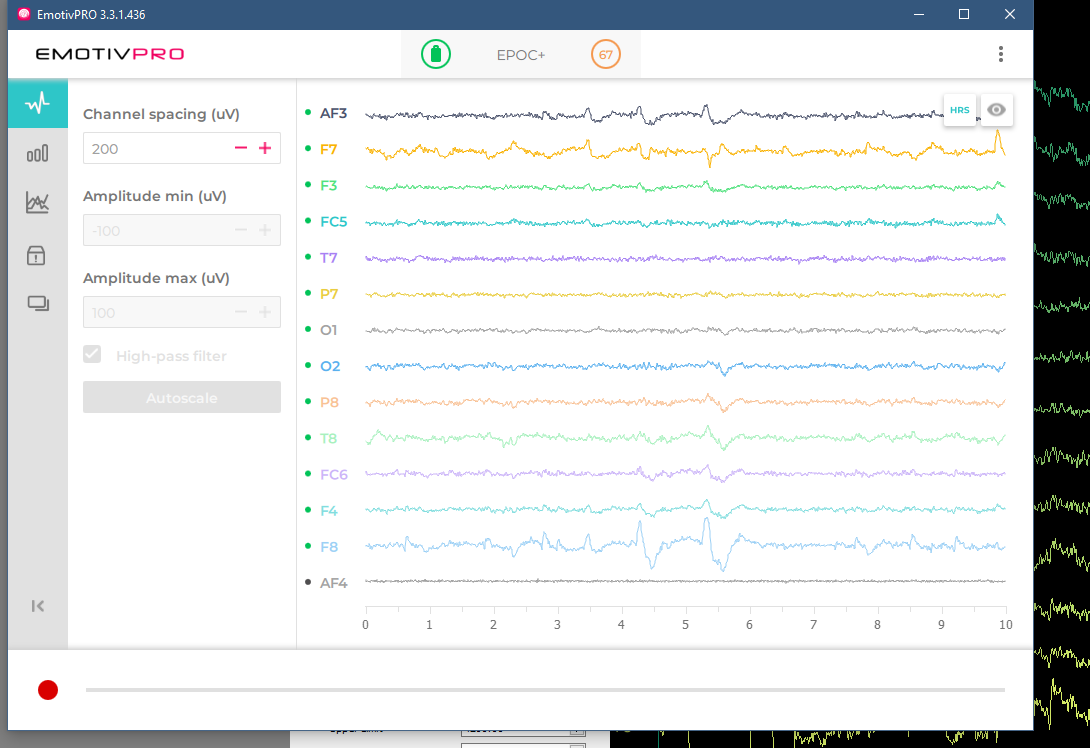 EmotivPRO 3.3.1.436
EMOTIVPRO
EPOC+
67
Channel spacing (uV)
200
Amplitude min (uV)
-100
Amplitude max (uV)
100
High-pass filter
Autoscale
HRS
AF3
F7
F3
FC5
T7
P7
O1
O2
P8
T8
FC6
F4
F8
AF4
0 1 2 3 4 5 6 7 8 9 10